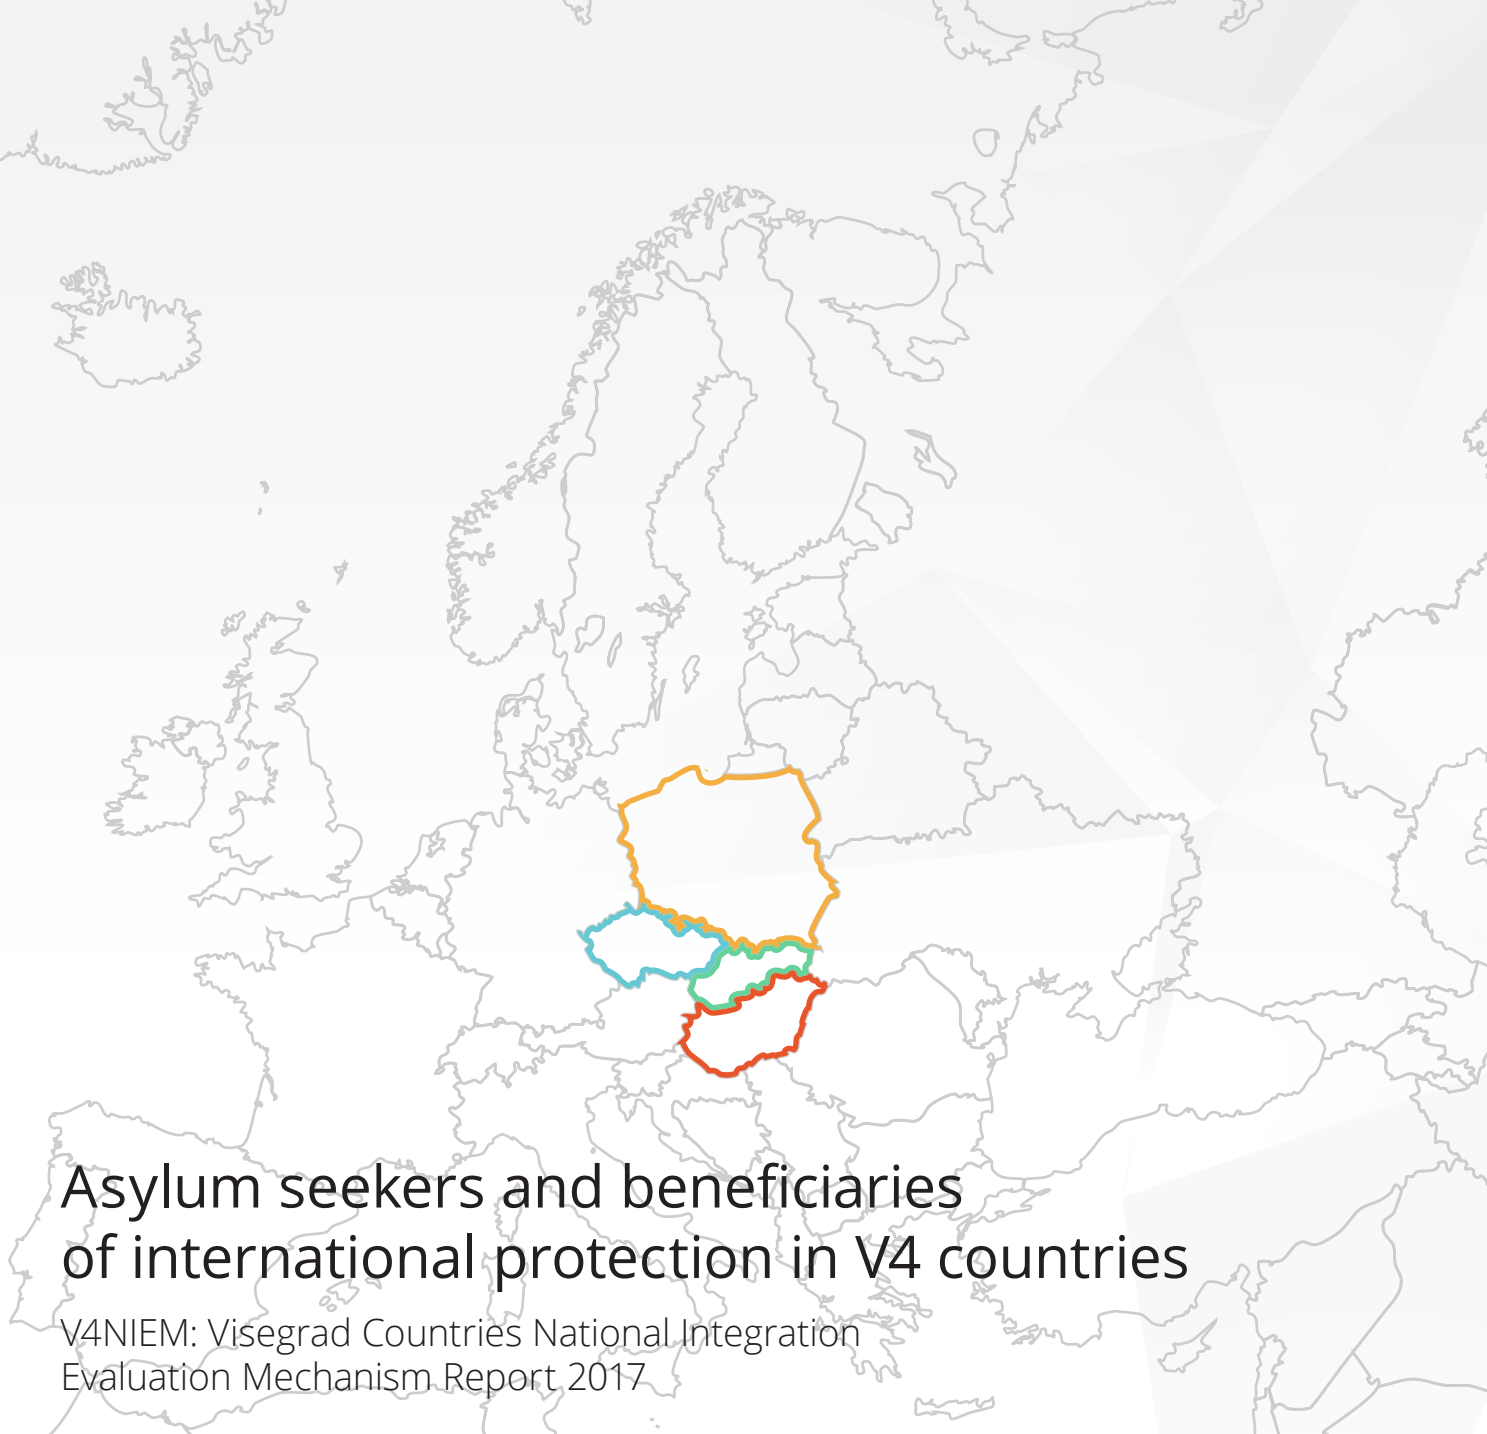 Asylum seekers and beneficiaries
of international protection in V4 countries
V4NIEM: Visegrad Countries National Integration
Evaluation Mechanism Report 2017